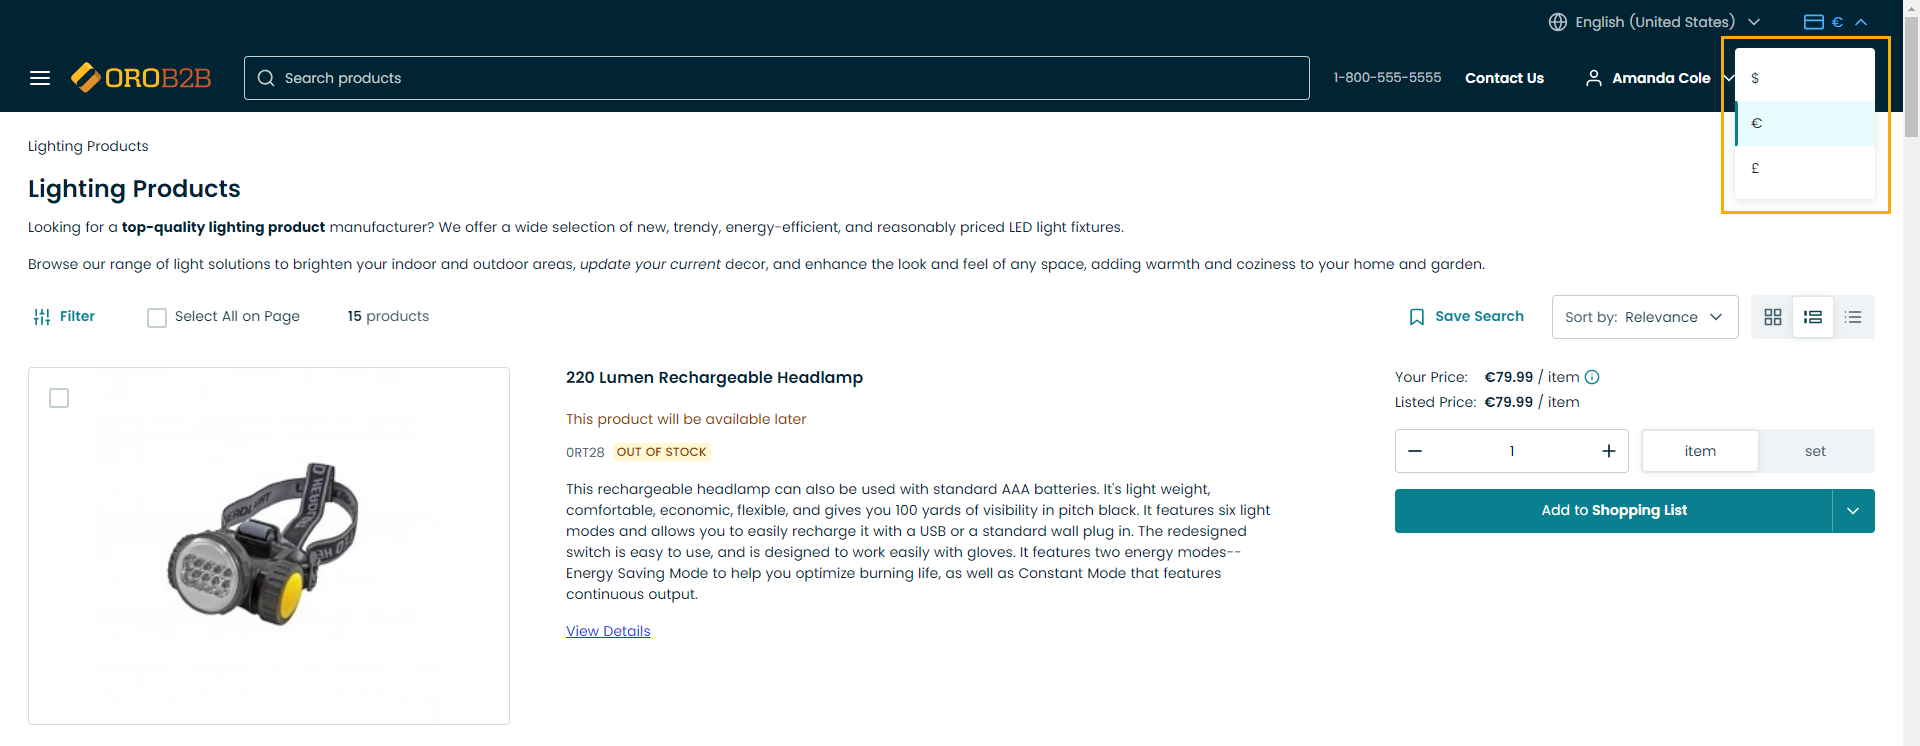 English (United States)
€
OROB2B
Search products
1-800-555-5555
Contact Us
Amanda Cole
$
€
£
Lighting Products
Lighting Products
Looking for a top-quality lighting product manufacturer? We offer a wide selection of new, trendy, energy-efficient, and reasonably priced LED light fixtures.
Browse our range of light solutions to brighten your indoor and outdoor areas, update your current decor, and enhance the look and feel of any space, adding warmth and coziness to your home and garden.
Filter
Select All on Page
15 products
Save Search
Sort by: Relevance
220 Lumen Rechargeable Headlamp
This product will be available later
0RT28 OUT OF STOCK
This rechargeable headlamp can also be used with standard AAA batteries. It's light weight,
comfortable, economic, flexible, and gives you 100 yards of visibility in pitch black. It features six light
modes and allows you to easily recharge it with a USB or a standard wall plug in. The redesigned
switch is easy to use, and is designed to work easily with gloves. It features two energy modes--
Energy Saving Mode to help you optimize burning life, as well as Constant Mode that features
continuous output.
View Details
Your Price: €79.99 / item
Listed Price: €79.99 / item
1
item
set
Add to Shopping List